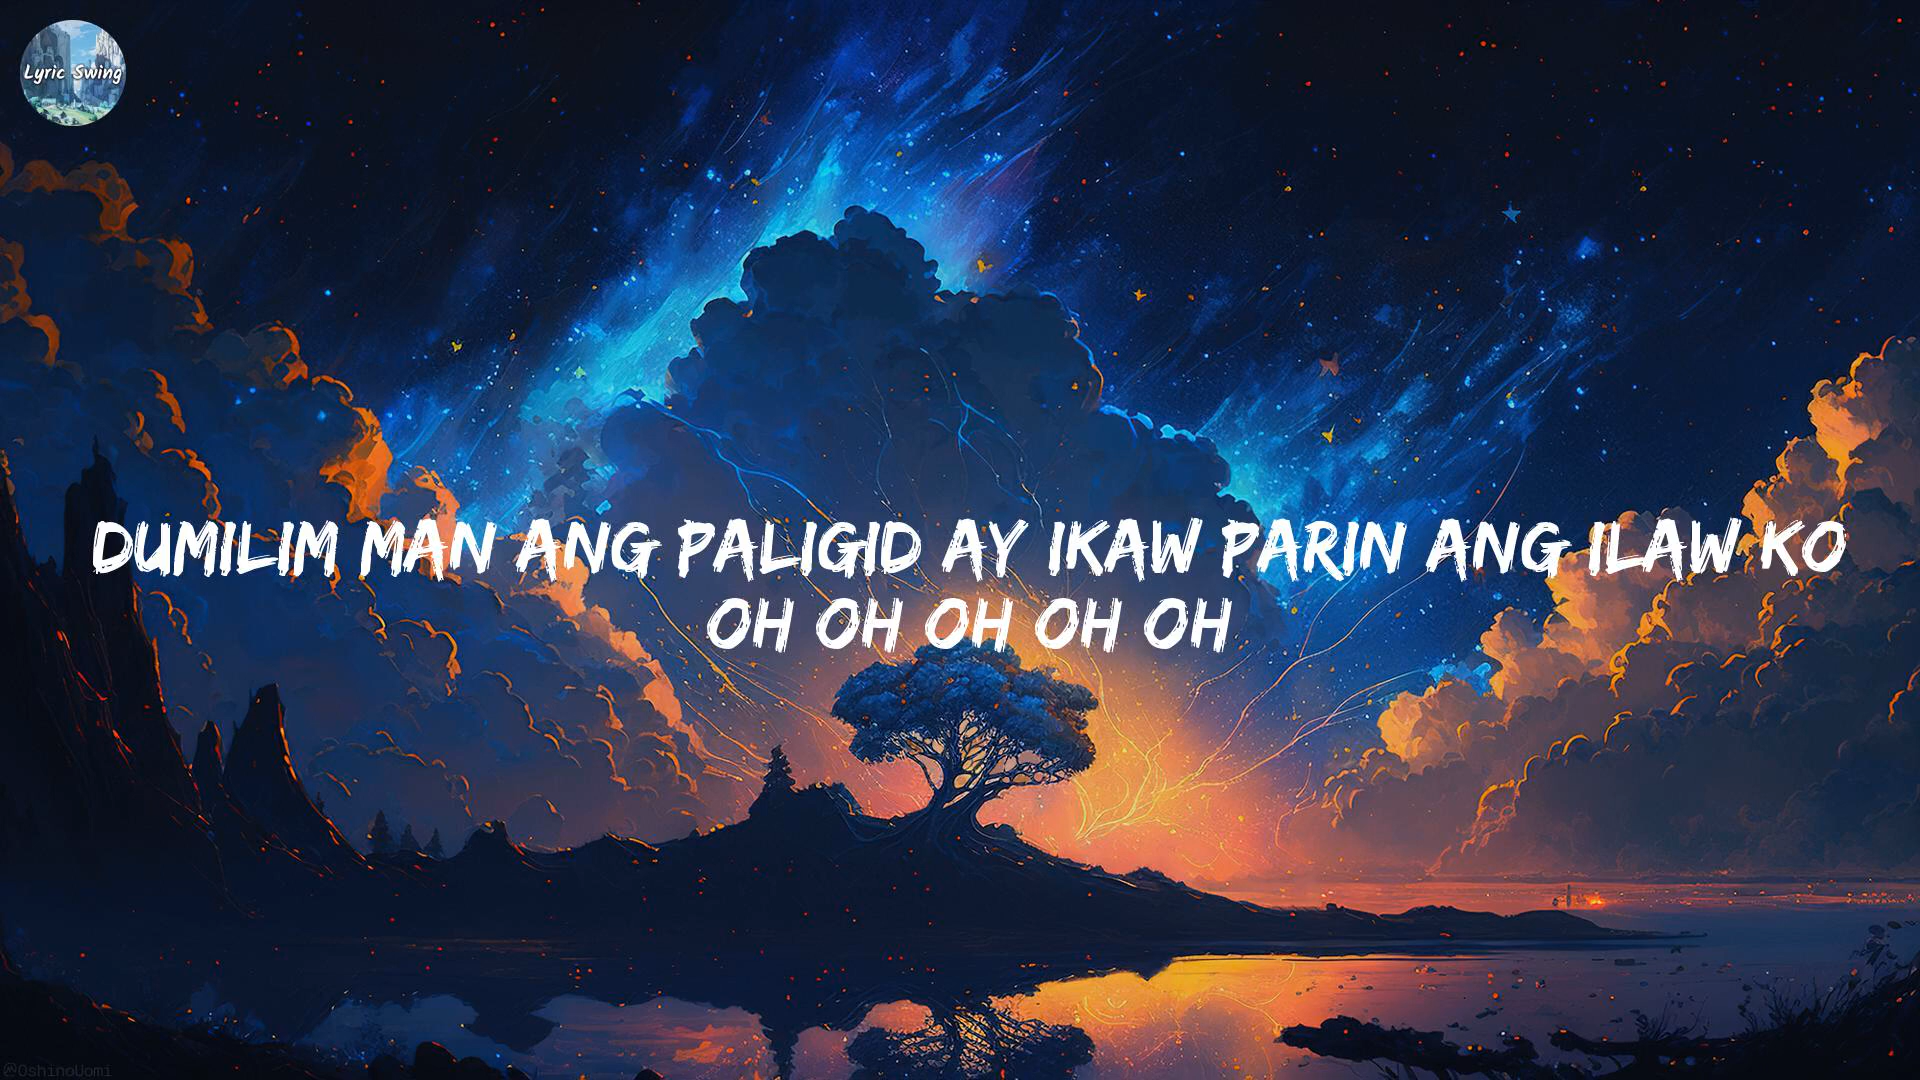 Lyric Swing
DUMILIM MAN ANG PALIGID AY IKAW PARIN ANG ILAW KO
OH OH OH OH OH
@OshinoUomi